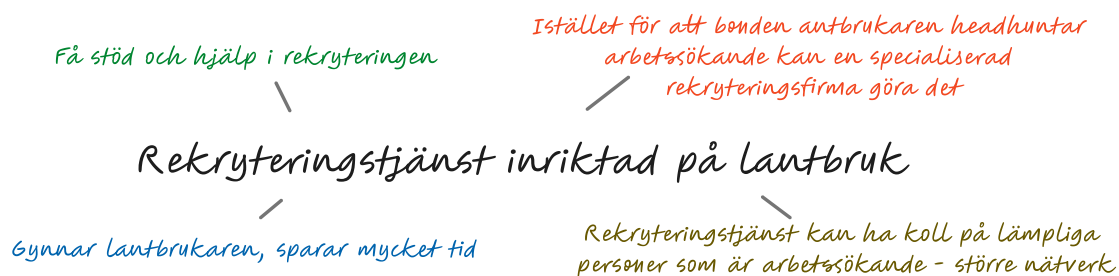 Få stöd och hjälp i rekryteringen
Istället för att bonden antbrukaren headhuntar
arbetssökande kan en specialiserad
rekryteringsfirma göra det
Rekryteringstjänst inriktad på lantbruk
Gynnar lantbrukaren, sparar mycket tid
Rekryteringstjänst kan ha koll på lämpliga
personer som är arbetssökande - större nätverk